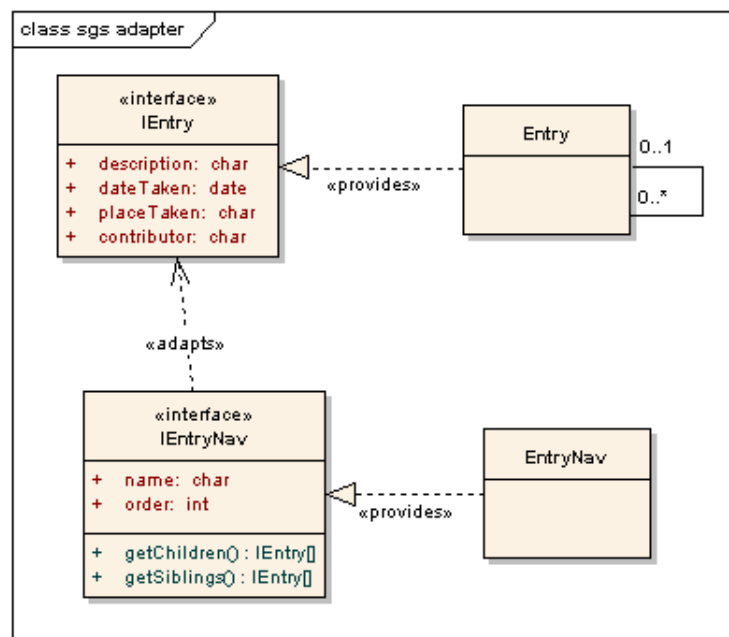 class sgs adapter
«interface»
IEntry
+ description: char
+ dateTaken: date
+ placeTaken: char
+ contributor: char
«provides»
Entry
0..1
0..*
«adapts»
«interface»
IEntryNav
+ name: char
+ order: int
+ getChildren() : IEntry[]
+ getSiblings() : IEntry[]
«provides»
EntryNav